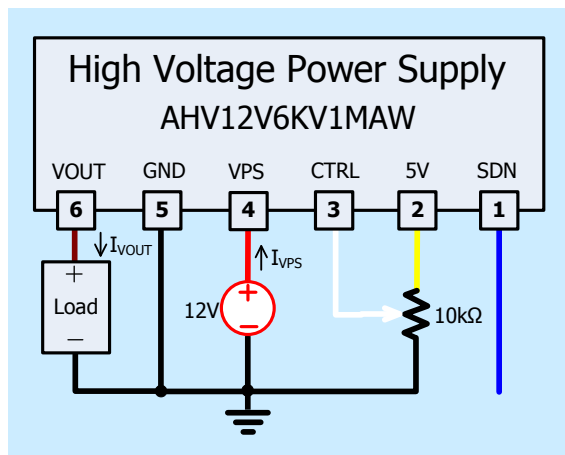 High Voltage Power Supply
AHV12V6KV1MAW
VOUT GND VPS CTRL 5V SDN
6 5 4 3 2 1
↓IVOUT ↑IVPS
+ +
Load 12V 10kΩ
− −